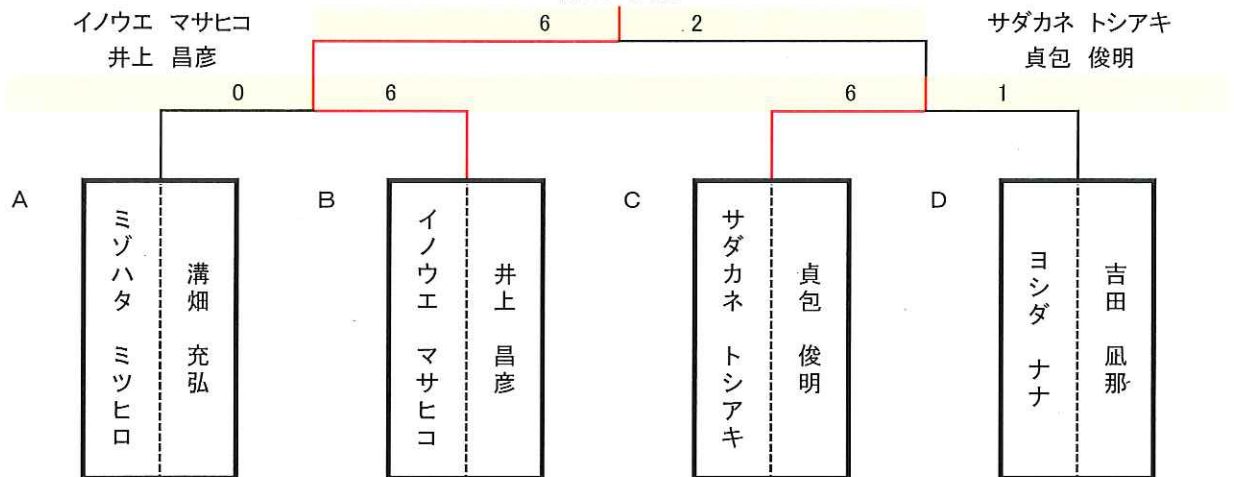 6 2
イノウエ マサヒコ
井上 昌彦
サダカネ トシアキ
貞包 俊明
0 6 6 1
A
ミゾハタ ミツヒロ
溝畑 充弘
B
イノウエ マサヒコ
井上 昌彦
C
サダカネ トシアキ
貞包 俊明
D
ヨシダ ナナ
吉田 凪那